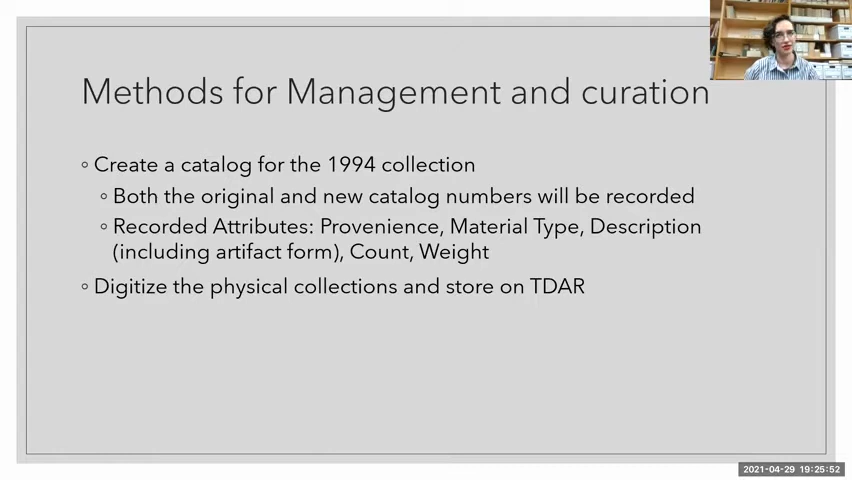 Methods for Management and curation
◦ Create a catalog for the 1994 collection
◦ Both the original and new catalog numbers will be recorded
◦ Recorded Attributes: Provenience, Material Type, Description
(including artifact form), Count, Weight
◦ Digitize the physical collections and store on TDAR
2021-04-29 19:25:52